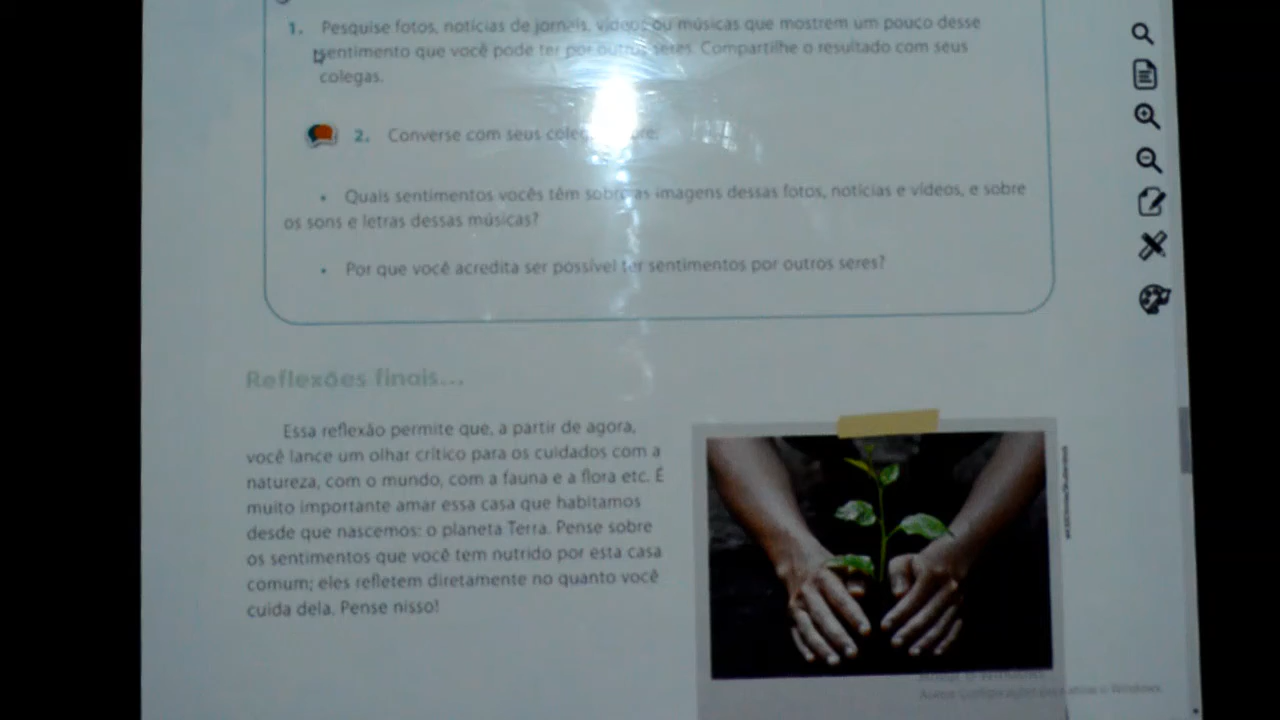 1. Pesquise fotos, notícias de jornais, vídeos ou músicas que mostrem um pouco desse
sentimento que você pode ter por outros seres. Compartilhe o resultado com seus
colegas.
2. Converse com seus
• Quais sentimentos vocês têm sobre as imagens dessas fotos, notícias e vídeos, e sobre
os sons e letras dessas músicas?
• Por que você acredita ser possível ter sentimentos por outros seres?
Reflexões finais...
Essa reflexão permite que, a partir de agora,
você lance um olhar crítico para os cuidados com a
natureza, com o mundo, com a fauna e a flora etc. É
muito importante amar essa casa que habitamos
desde que nascemos: o planeta Terra. Pense sobre
os sentimentos que você tem nutrido por esta casa
comum; eles refletem diretamente no quanto você
cuida dela. Pense nisso!
Ativar o Windows
Windows.